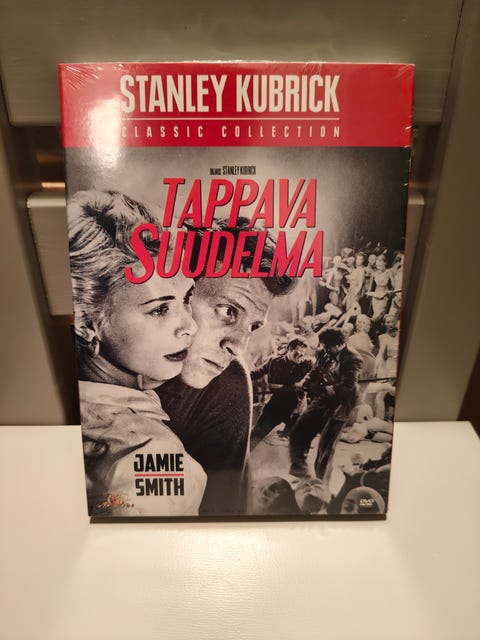 STANLEY KUBRICK
CLASSIC COLLECTION
OHJAUS STANLEY KUBRICK
TAPPAVA
SUUDELMA
JAMIE
SMITH
DVD